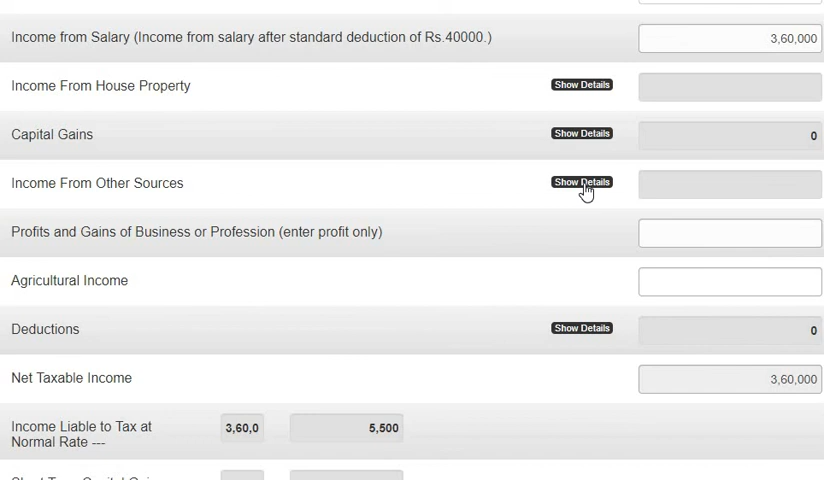 Income from Salary (Income from salary after standard deduction of Rs.40000.) 3,60,000
Income From House Property Show Details
Capital Gains Show Details 0
Income From Other Sources Show Details
Profits and Gains of Business or Profession (enter profit only)
Agricultural Income
Deductions Show Details 0
Net Taxable Income 3,60,000
Income Liable to Tax at
Normal Rate --- 3,60,0 5,500